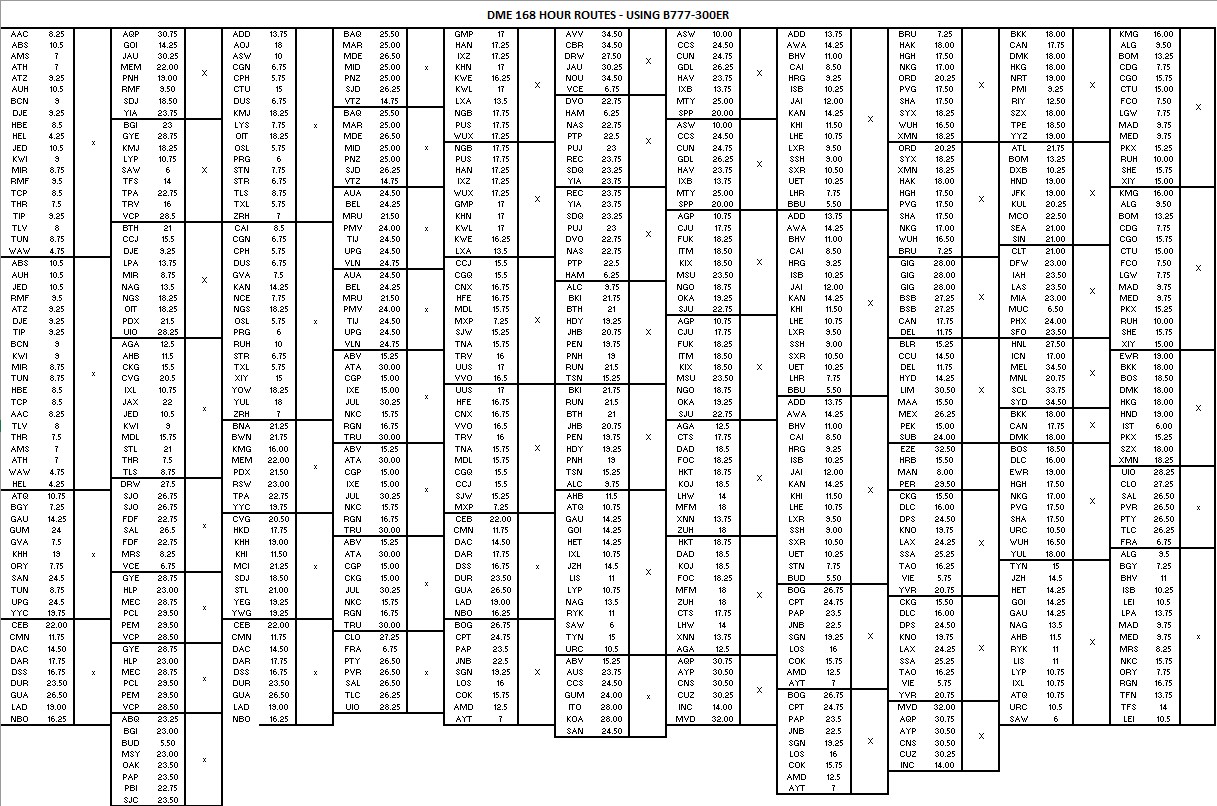 DME 168 HOUR ROUTES - USING B777-300ER
AAC 8.25
ABS 10.5
AMS 7
ATH 7
ATZ 9.25
AUH 10.5
BCN 9
DJE 9.25
HBE 8.5
HEL 4.25
JED 10.5 x
KWI 9
MIR 8.75
RMF 9.5
TCP 8.5
THR 7.5
TIP 9.25
TLV 8
TUN 8.75
WAW 4.75
ABS 10.5
AUH 10.5
JED 10.5
RMF 9.5
ATZ 9.25
DJE 9.25
TIP 9.25
BCN 9
KWI 9
MIR 8.75
TUN 8.75 x
HBE 8.5
TCP 8.5
AAC 8.25
TLV 8
THR 7.5
AMS 7
ATH 7
WAW 4.75
HEL 4.25
ATQ 10.75
BGY 7.25
GAU 14.25
GUM 24
GVA 7.5
KHH 19 x
ORY 7.75
SAN 24.5
TUN 8.75
UPG 24.5
YYC 19.75
CEB 22.00
CMN 11.75
DAC 14.50
DAR 17.75
DSS 16.75 x
DUR 23.50
GUA 26.50
LAD 19.00
NBO 16.25
AQP 30.75
GOI 14.25
JAU 30.25
MEM 22.00 X
PNH 19.00
RMF 9.50
SDJ 18.50
YIA 23.75
BGI 23
GYE 28.75
KMJ 18.25
LYP 10.75
SAW 6 X
TFS 14
TPA 22.75
TRV 16
VCP 28.5
BTH 21
CCJ 15.5
DJE 9.25
LPA 13.75
MIR 8.75
NAG 13.5 X
NGS 18.25
OIT 18.25
PDX 21.5
UIO 28.25
AGA 12.5
AHB 11.5
CKG 15.5
CVG 20.5
IXL 10.75
JAX 22
JED 10.5 x
KWI 9
MDL 15.75
STL 21
THR 7.5
TLS 8.75
DRW 27.5
SJO 26.75
SJO 26.75
FDF 22.75
SAL 26.5 x
FDF 22.75
MRS 8.25
VCE 6.75
GYE 28.75
HLP 23.00
MEC 28.75 x
PCL 29.50
PEM 29.50
VCP 28.50
GYE 28.75
HLP 23.00
MEC 28.75
PCL 29.50 x
PEM 29.50
VCP 28.50
ABQ 23.25
BGI 23.00
BUD 5.50
MSY 23.00
OAK 23.50 x
PAP 23.50
PBI 22.75
SJC 23.50
ADD 13.75
AOJ 18
ASW 10
CGN 6.75
CPH 5.75
CTU 15
DUS 6.75
KMJ 18.25
LYS 7.75 x
OIT 18.25
OSL 5.75
PRG 6
STN 7.75
STR 6.75
TLS 8.75
TPA 22.75
TXL 5.75
ZRH 7
CAI 8.5
CGN 6.75
CPH 5.75
DUS 6.75
GVA 7.5
KAN 14.25
NCE 7.75
NGS 18.25
OSL 5.75 x
PRG 6
RUH 10
STR 6.75
TXL 5.75
XIY 15
YOW 18.25
YUL 18
ZRH 7
BNA 21.25
BWN 21.75
KMG 16.00
MEM 22.00 x
PDX 21.50
RSW 23.00
TPA 22.75
YYC 19.75
CVG 20.50
HKD 17.75
KHH 19.00
KHI 11.50
MCI 21.25 x
SDJ 18.50
STL 21.00
YEG 19.25
YWG 19.25
CEB 22.00
CMN 11.75
DAC 14.50
DAR 17.75
DSS 16.75 x
DUR 23.50
GUA 26.50
LAD 19.00
NBO 16.25
BAQ 25.50
MAR 25.00
MDE 26.50
MID 25.00 x
PNZ 25.00
SJD 26.25
VTZ 14.75
BAQ 25.50
MAR 25.00
MDE 26.50
MID 25.00 x
PNZ 25.00
SJD 26.25
VTZ 14.75
AUA 24.50
BEL 24.25
MRU 21.50
PMV 24.00 x
TIJ 24.50
UPG 24.50
VLN 24.75
AUA 24.50
BEL 24.25
MRU 21.50
PMV 24.00 x
TIJ 24.50
UPG 24.50
VLN 24.75
ABV 15.25
ATA 30.00
CGP 15.00
IXE 15.00
JUL 30.25 x
NKC 15.75
RGN 16.75
TRU 30.00
ABV 15.25
ATA 30.00
CGP 15.00
IXE 15.00
JUL 30.25 x
NKC 15.75
RGN 16.75
TRU 30.00
ABV 15.25
ATA 30.00
CGP 15.00
CKG 15.00 x
JUL 30.25
NKC 15.75
RGN 16.75
TRU 30.00
CLO 27.25
FRA 6.75
PTY 26.50
PVR 26.50 x
SAL 26.50
TLC 26.25
UIO 28.25
GMP 17
HAN 17.25
IXZ 17.25
KHN 17
KWE 16.25 X
KWL 17
LXA 13.5
NGB 17.75
PUS 17.75
WUX 17.25
NGB 17.75
PUS 17.75
HAN 17.25
IXZ 17.25
WUX 17.25 X
GMP 17
KHN 17
KWL 17
KWE 16.25
LXA 13.5
CCJ 15.5
CGQ 15.5
CNX 16.75
HFE 16.75
MDL 15.75
MXP 7.25 X
SJW 15.25
TNA 15.75
TRV 16
UUS 17
VVO 16.5
UUS 17
HFE 16.75
CNX 16.75
VVO 16.5
TRV 16
TNA 15.75 X
MDL 15.75
CGQ 15.5
CCJ 15.5
SJW 15.25
MXP 7.25
CEB 22.00
CMN 11.75
DAC 14.50
DAR 17.75
DSS 16.75 x
DUR 23.50
GUA 26.50
LAD 19.00
NBO 16.25
BOG 26.75
CPT 24.75
PAP 23.5
JNB 22.5
SGN 19.25 X
LOS 16
COK 15.75
AMD 12.5
AYT 7
AVV 34.50
CBR 34.50
DRW 27.50
JAU 30.25 X
NOU 34.50
VCE 6.75
DVO 22.75
HAM 6.25
NAS 22.75
PTP 22.5
PUJ 23 X
REC 23.75
SDQ 23.25
YIA 23.75
REC 23.75
YIA 23.75
SDQ 23.25
PUJ 23 X
DVO 22.75
NAS 22.75
PTP 22.5
HAM 6.25
ALC 9.75
BKI 21.75
BTH 21
HDY 19.25
JHB 20.75 X
PEN 19.75
PNH 19
RUN 21.5
TSN 15.25
BKI 21.75
RUN 21.5
BTH 21
JHB 20.75
PEN 19.75 X
HDY 19.25
PNH 19
TSN 15.25
ALC 9.75
AHB 11.5
ATQ 10.75
GAU 14.25
GOI 14.25
HET 14.25
IXL 10.75
JZH 14.5
LIS 11 X
LYP 10.75
NAG 13.5
RYK 11
SAW 6
TYN 15
URC 10.5
ABV 15.25
AUS 23.75
CCS 24.50
GUM 24.00 x
ITO 28.00
KOA 28.00
SAN 24.50
ASW 10.00
CCS 24.50
CUN 24.75
GDL 26.25 X
HAV 23.75
IXB 13.75
MTY 25.00
SPP 20.00
ASW 10.00
CCS 24.50
CUN 24.75
GDL 26.25 X
HAV 23.75
IXB 13.75
MTY 25.00
SPP 20.00
AGP 10.75
CJU 17.75
FUK 18.25
ITM 18.50
KIX 18.50 X
MSU 23.50
NGO 18.75
OKA 19.25
SJU 22.75
AGP 10.75
CJU 17.75
FUK 18.25
ITM 18.50
KIX 18.50 X
MSU 23.50
NGO 18.75
OKA 19.25
SJU 22.75
AGA 12.5
CTS 17.75
DAD 18.5
FOC 18.25
HKT 18.75 X
KOJ 18.5
LHW 14
MFM 18
XNN 13.75
ZUH 18
HKT 18.75
DAD 18.5
KOJ 18.5
FOC 18.25
MFM 18
ZUH 18 X
CTS 17.75
LHW 14
XNN 13.75
AGA 12.5
AQP 30.75
AYP 30.50
CNS 30.50 X
CUZ 30.25
INC 14.00
MVD 32.00
ADD 13.75
AWA 14.25
BHV 11.00
CAI 8.50
HRG 9.25
ISB 10.25
JAI 12.00
KAN 14.25 X
KHI 11.50
LHE 10.75
LXR 9.50
SSH 9.00
SXR 10.50
UET 10.25
LHR 7.75
BBU 5.50
ADD 13.75
AWA 14.25
BHV 11.00
CAI 8.50
HRG 9.25
ISB 10.25
JAI 12.00
KAN 14.25 X
KHI 11.50
LHE 10.75
LXR 9.50
SSH 9.00
SXR 10.50
UET 10.25
LHR 7.75
BBU 5.50
ADD 13.75
AWA 14.25
BHV 11.00
CAI 8.50
HRG 9.25
ISB 10.25
JAI 12.00
KAN 14.25
KHI 11.50 X
LHE 10.75
LXR 9.50
SSH 9.00
SXR 10.50
UET 10.25
STN 7.75
BUD 5.50
BOG 26.75
CPT 24.75
PAP 23.5
JNB 22.5
SGN 19.25 X
LOS 16
COK 15.75
AMD 12.5
AYT 7
BOG 26.75
CPT 24.75
PAP 23.5
JNB 22.5
SGN 19.25 X
LOS 16
COK 15.75
AMD 12.5
AYT 7
BRU 7.25
HAK 18.00
HGH 17.50
NKG 17.00
ORD 20.25
PVG 17.50 X
SHA 17.50
SYX 18.25
WUH 16.50
XMN 18.25
ORD 20.25
SYX 18.25
XMN 18.25
HAK 18.00
HGH 17.50 X
PVG 17.50
SHA 17.50
NKG 17.00
WUH 16.50
BRU 7.25
GIG 28.00
GIG 28.00
GIG 28.00
BSB 27.25 X
BSB 27.25
CAN 17.75
DEL 11.75
BLR 15.25
CCU 14.50
DEL 11.75
HYD 14.25
LIM 30.50 X
MAA 15.50
MEX 26.25
PEK 15.00
SUB 24.00
EZE 32.50
HRB 15.50
MAN 8.00
PER 29.50
CKG 15.50
DLC 16.00
DPS 24.50
KNO 19.75
LAX 24.25 X
SSA 25.25
TAO 16.25
VIE 5.75
YVR 20.75
CKG 15.50
DLC 16.00
DPS 24.50
KNO 19.75
LAX 24.25 X
SSA 25.25
TAO 16.25
VIE 5.75
YVR 20.75
MVD 32.00
AQP 30.75
AYP 30.50 X
CNS 30.50
CUZ 30.25
INC 14.00
BKK 18.00
CAN 17.75
DMK 18.00
HKG 18.00
NRT 19.00
PMI 9.25 X
RIY 12.50
SZX 18.00
TPE 18.50
YYZ 19.00
ATL 21.75
BOM 13.25
DXB 10.25
HND 19.00
JFK 19.00 X
KUL 20.25
MCO 22.50
SEA 21.00
SIN 21.00
CLT 21.00
DFW 23.00
IAH 23.50
LAS 23.50
MIA 23.00 X
MUC 6.50
PHX 24.00
SFO 23.50
HNL 27.50
ICN 17.00
MEL 34.50
MNL 20.75 X
SCL 33.75
SYD 34.50
BKK 18.00
CAN 17.75 X
DMK 18.00
BOS 18.50
DLC 16.00
EWR 19.00
HGH 17.50
NKG 17.00
PVG 17.50 X
SHA 17.50
URC 10.50
WUH 16.50
YUL 18.00
TYN 15
JZH 14.5
HET 14.25
GOI 14.25
GAU 14.25
NAG 13.5
AHB 11.5
RYK 11 X
LIS 11
LYP 10.75
IXL 10.75
ATQ 10.75
URC 10.5
SAW 6
KMG 16.00
ALG 9.50
BOM 13.25
CDG 7.75
CGO 15.75
CTU 15.00
FCO 7.50
LGW 7.75 X
MAD 9.75
MED 9.75
PKX 15.25
RUH 10.00
SHE 15.75
XIY 15.00
KMG 16.00
ALG 9.50
BOM 13.25
CDG 7.75
CGO 15.75
CTU 15.00
FCO 7.50 X
LGW 7.75
MAD 9.75
MED 9.75
PKX 15.25
RUH 10.00
SHE 15.75
XIY 15.00
EWR 19.00
BKK 18.00
BOS 18.50
DMK 18.00
HKG 18.00 X
HND 19.00
IST 6.00
PKX 15.25
SZX 18.00
XMN 18.25
UIO 28.25
CLO 27.25
SAL 26.50
PVR 26.50 x
PTY 26.50
TLC 26.25
FRA 6.75
ALG 9.5
BGY 7.25
BHV 11
ISB 10.25
LEI 10.5
LPA 13.75
MAD 9.75
MED 9.75 x
MRS 8.25
NKC 15.75
ORY 7.75
RGN 16.75
TFN 13.75
TFS 14
LEI 10.5